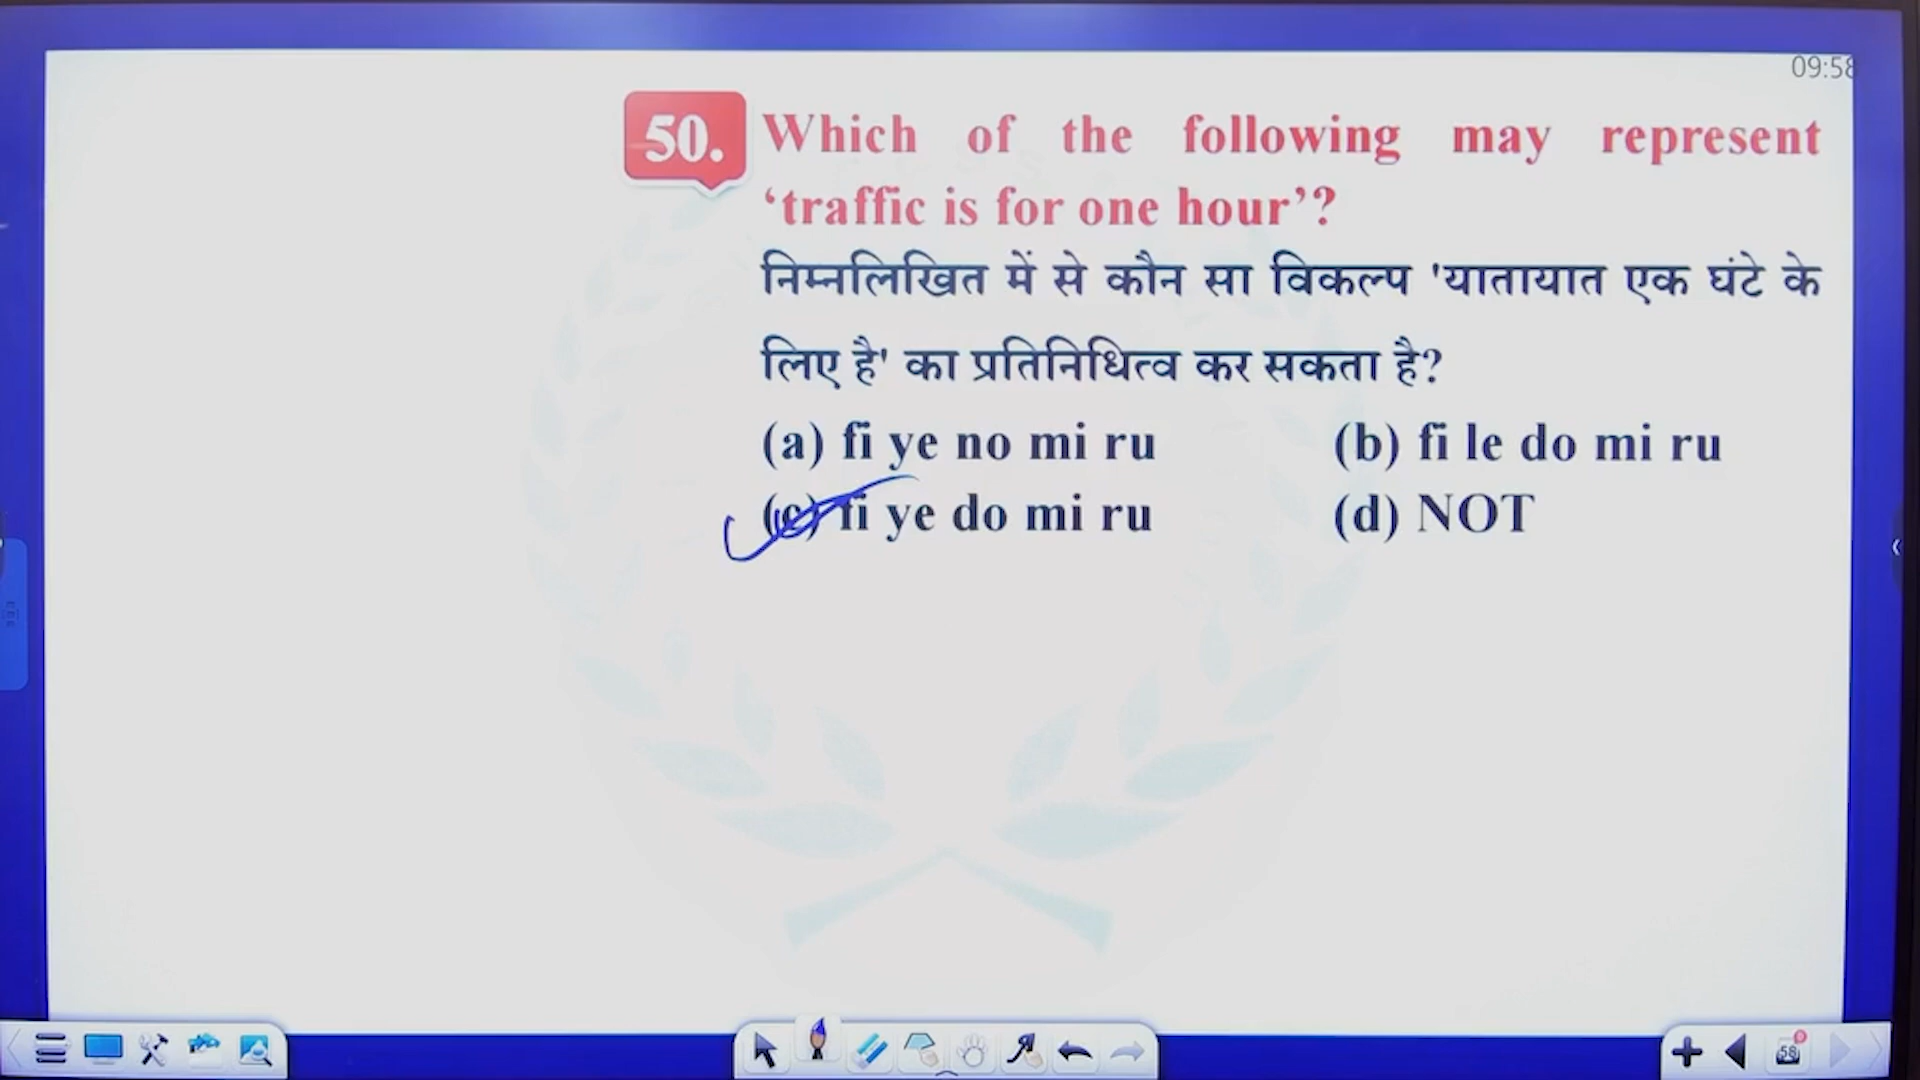 09:58
50. Which of the following may represent
‘traffic is for one hour’?
निम्नलिखित में से कौन सा विकल्प 'यातायात एक घंटे के
लिए है' का प्रतिनिधित्व कर सकता है?
(a) fi ye no mi ru (b) fi le do mi ru
(c) fi ye do mi ru (d) NOT
58